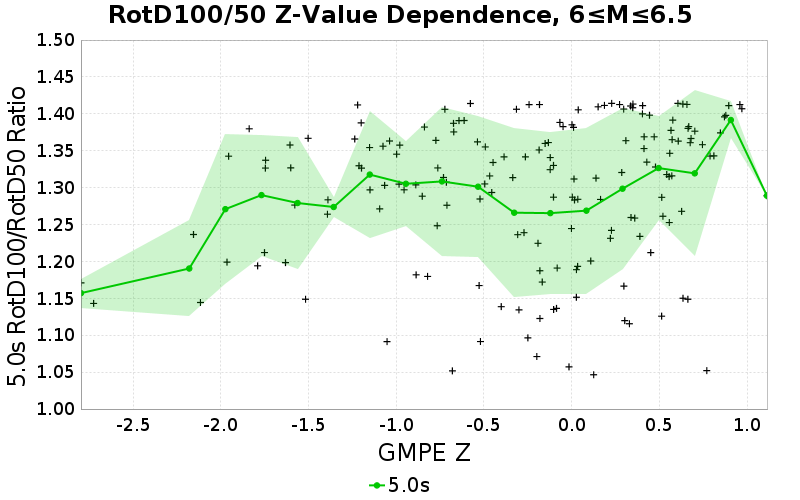 RotD100/50 Z-Value Dependence, 6≤M≤6.5
1.50
1.45
1.40
1.35
1.30
1.25
1.20
1.15
1.10
1.05
1.00
5.0s RotD100/RotD50 Ratio
-2.5 -2.0 -1.5 -1.0 -0.5 0.0 0.5 1.0
GMPE Z
5.0s